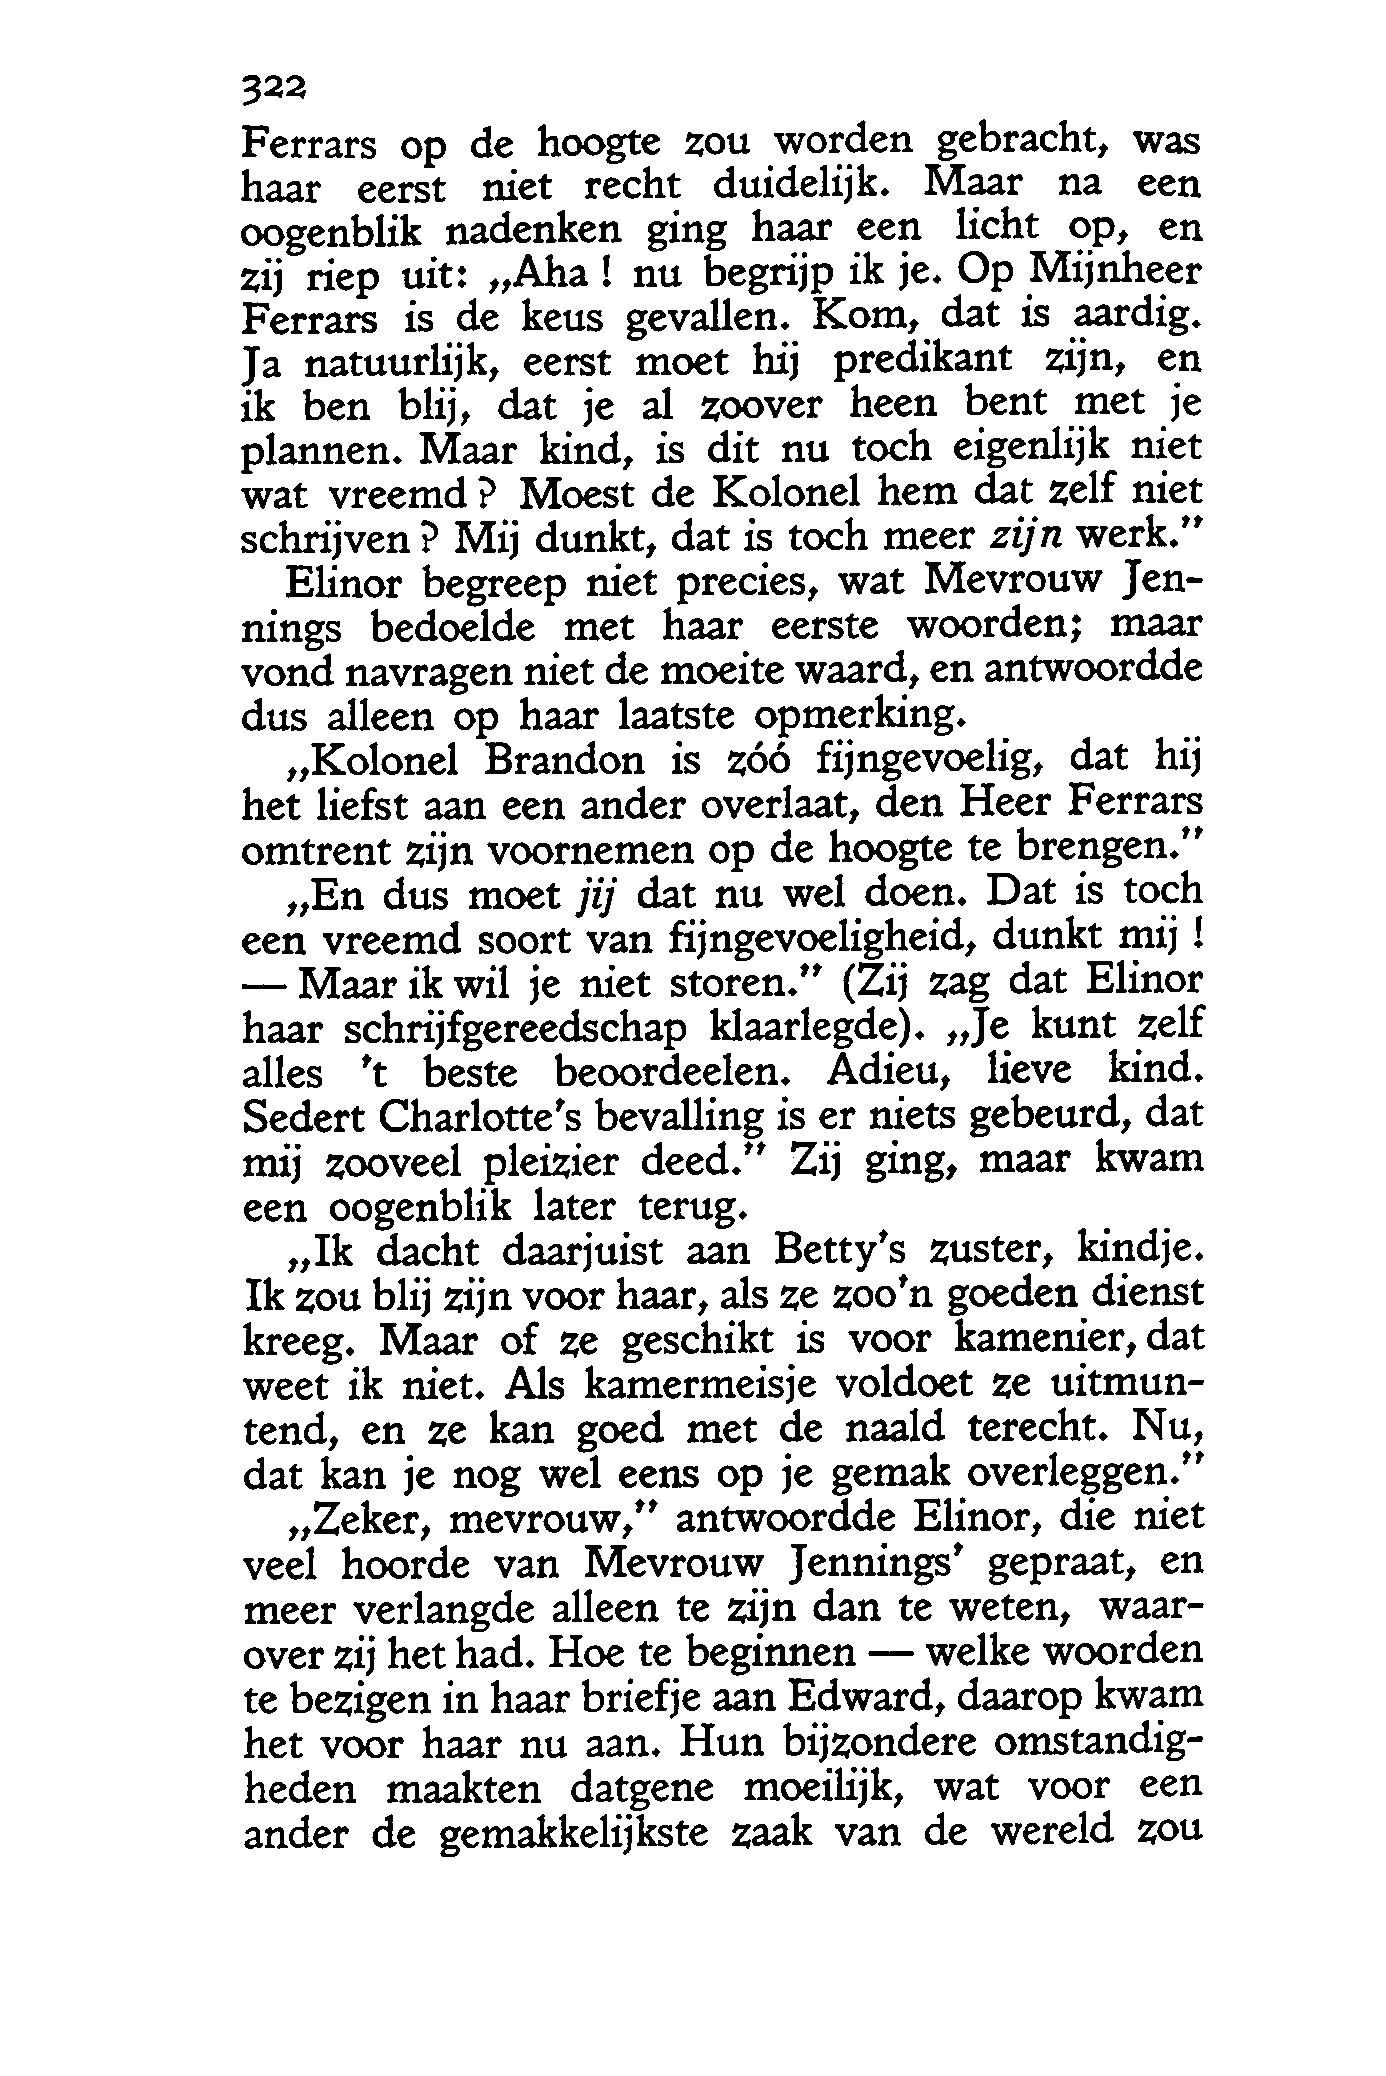 322
Ferrars op de hoogte zou worden gebracht, was
haar eerst niet recht duidelijk. Maar na een
oogenblik nadenken ging haar een licht op, en
zij riep uit: „Aha! nu begrijp ik je. Op Mijnheer
Ferrars is de keus gevallen. Kom, dat is aardig.
Ja natuurlijk, eerst moet hij predikant zijn, en
ik ben blij, dat je al zoover heen bent met je
plannen. Maar kind, is dit nu toch eigenlijk niet
wat vreemd? Moest de Kolonel hem dat zelf niet
schrijven? Mij dunkt, dat is toch meer zijn werk.”
Elinor begreep niet precies, wat Mevrouw Jen-
nings bedoelde met haar eerste woorden; maar
vond navragen niet de moeite waard, en antwoordde
dus alleen op haar laatste opmerking.
„Kolonel Brandon is zóó fijngevoelig, dat hij
het liefst aan een ander overlaat, den Heer Ferrars
omtrent zijn voornemen op de hoogte te brengen.”
„En dus moet jij dat nu wel doen. Dat is toch
een vreemd soort van fijngevoeligheid, dunkt mij!
— Maar ik wil je niet storen.” (Zij zag dat Elinor
haar schrijfgereedschap klaarlegde). „Je kunt zelf
alles 't beste beoordeelen. Adieu, lieve kind.
Sedert Charlotte's bevalling is er niets gebeurd, dat
mij zooveel pleizier deed.” Zij ging, maar kwam
een oogenblik later terug.
„Ik dacht daarjuist aan Betty's zuster, kindje.
Ik zou blij zijn voor haar, als ze zoo'n goeden dienst
kreeg. Maar of ze geschikt is voor kamenier, dat
weet ik niet. Als kamermeisje voldoet ze uitmun-
tend, en ze kan goed met de naald terecht. Nu,
dat kan je nog wel eens op je gemak overleggen.”
„Zeker, mevrouw,” antwoordde Elinor, die niet
veel hoorde van Mevrouw Jennings' gepraat, en
meer verlangde alleen te zijn dan te weten, waar-
over zij het had. Hoe te beginnen — welke woorden
te bezigen in haar briefje aan Edward, daarop kwam
het voor haar nu aan. Hun bijzondere omstandig-
heden maakten datgene moeilijk, wat voor een
ander de gemakkelijkste zaak van de wereld zou